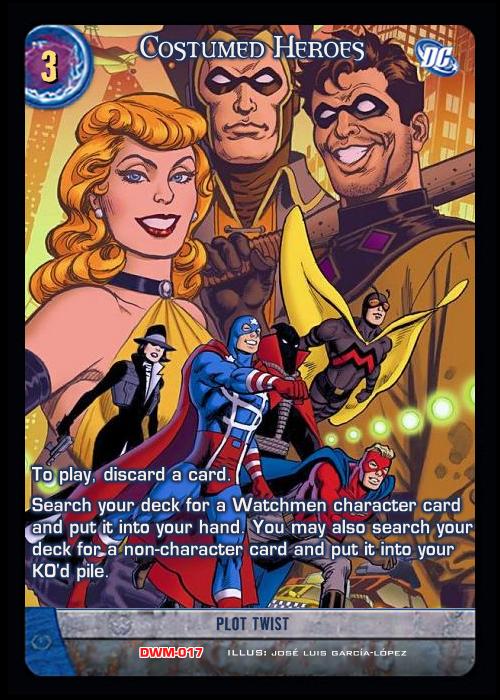 Costumed Heroes
3
DC
To play, discard a card.
Search your deck for a Watchmen character card
and put it into your hand. You may also search your
deck for a non-character card and put it into your
KO'd pile.
PLOT TWIST
DWM-017 ILLUS: JOSÉ LUIS GARCÍA-LÓPEZ